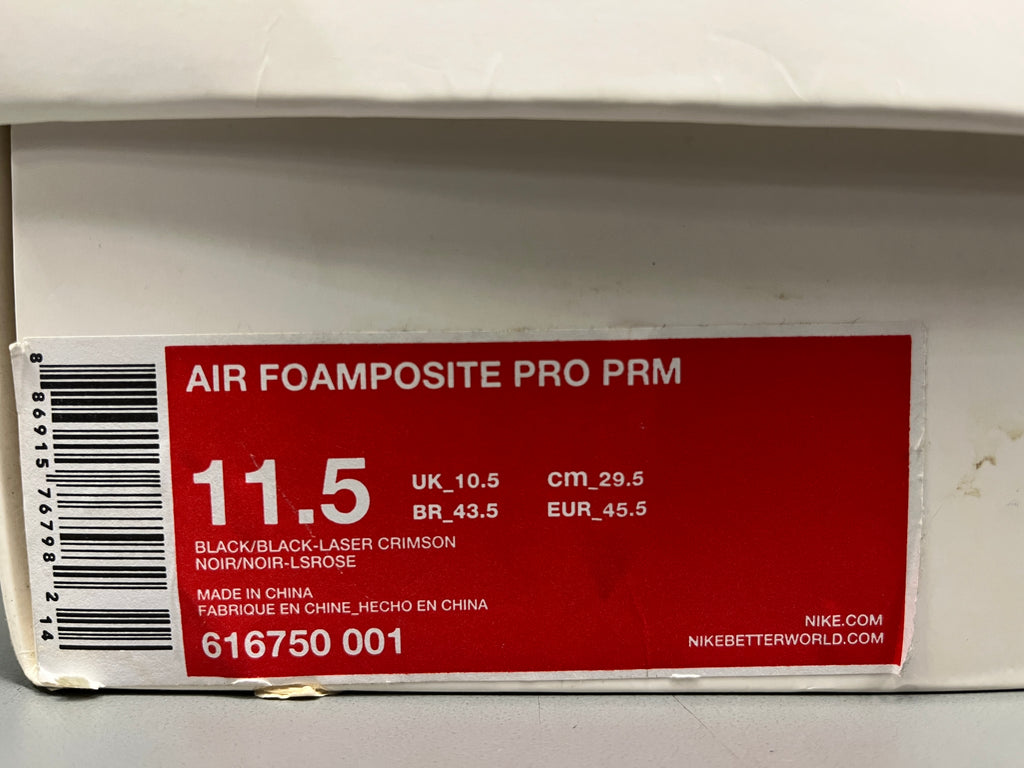 AIR FOAMPOSITE PRO PRM
11.5
UK_10.5 cm_29.5
BR_43.5 EUR_45.5
BLACK/BLACK-LASER CRIMSON
NOIR/NOIR-LSROSE
MADE IN CHINA
FABRIQUE EN CHINE_HECHO EN CHINA
616750 001
NIKE.COM
NIKEBETTERWORLD.COM
8 86915 76798 2 14